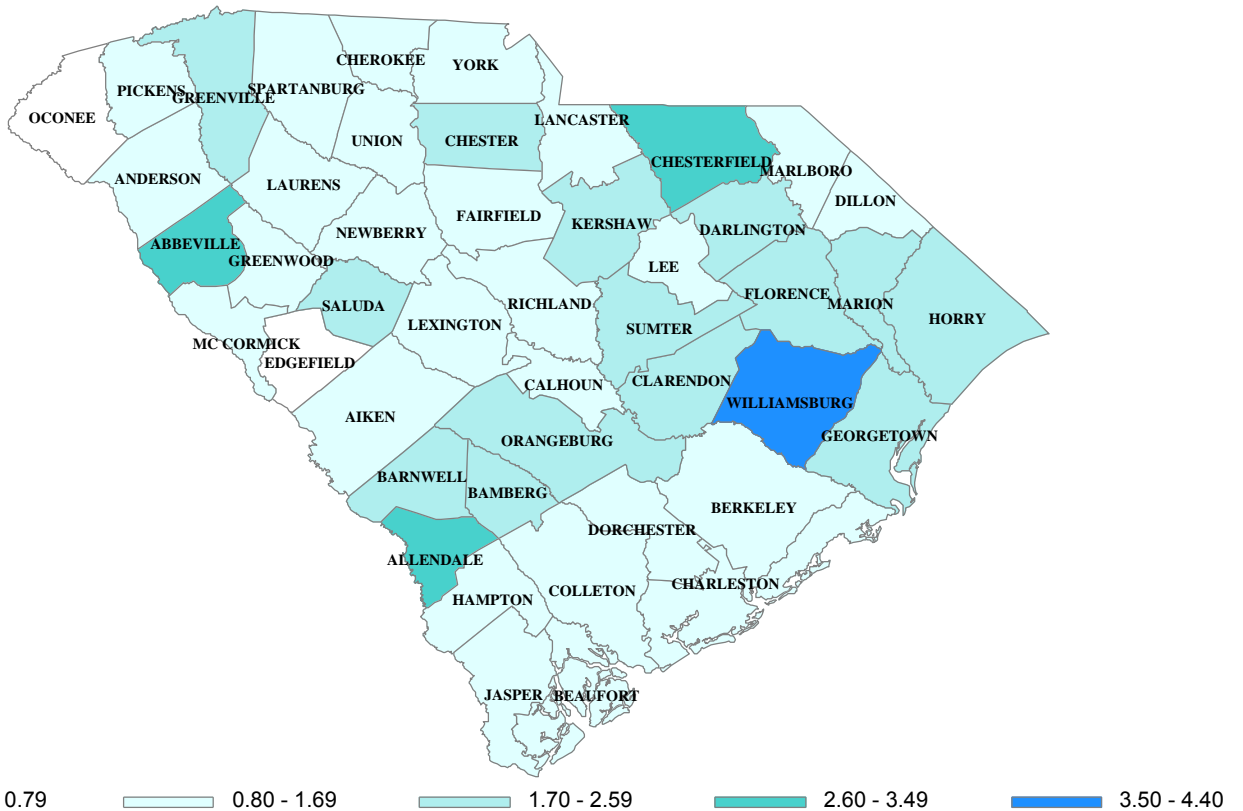 CHEROKEE
YORK
PICKENS
GREENVILLE
SPARTANBURG
OCONEE
LANCASTER
UNION
CHESTER
CHESTERFIELD
MARLBORO
ANDERSON
LAURENS
DILLON
FAIRFIELD
KERSHAW
DARLINGTON
NEWBERRY
ABBEVILLE
GREENWOOD
LEE
FLORENCE
MARION
SALUDA
RICHLAND
HORRY
LEXINGTON
SUMTER
MC CORMICK
EDGEFIELD
CALHOUN
CLARENDON
WILLIAMSBURG
AIKEN
GEORGETOWN
ORANGEBURG
BARNWELL
BAMBERG
BERKELEY
DORCHESTER
ALLENDALE
CHARLESTON
COLLETON
HAMPTON
JASPER
BEAUFORT
0.79
0.80 - 1.69
1.70 - 2.59
2.60 - 3.49
3.50 - 4.40